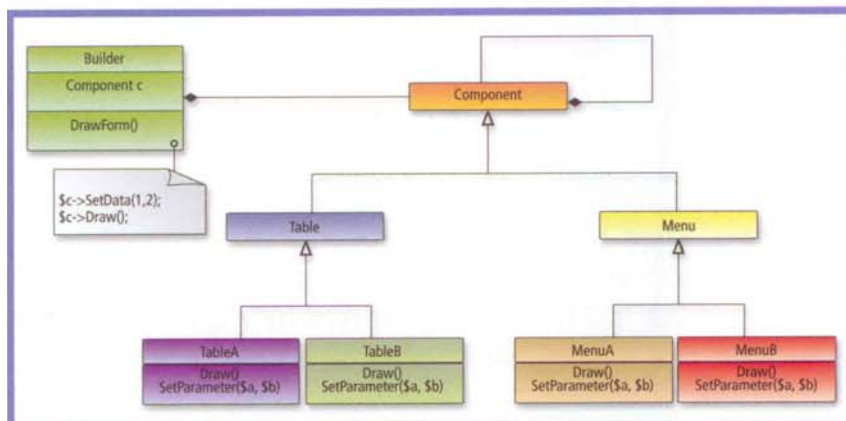 Builder
Component c
DrawForm()
$c->SetData(1,2);
$c->Draw();
Component
Table
Menu
TableA
Draw()
SetParameter($a, $b)
TableB
Draw()
SetParameter($a, $b)
MenuA
Draw()
SetParameter($a, $b)
MenuB
Draw()
SetParameter($a, $b)